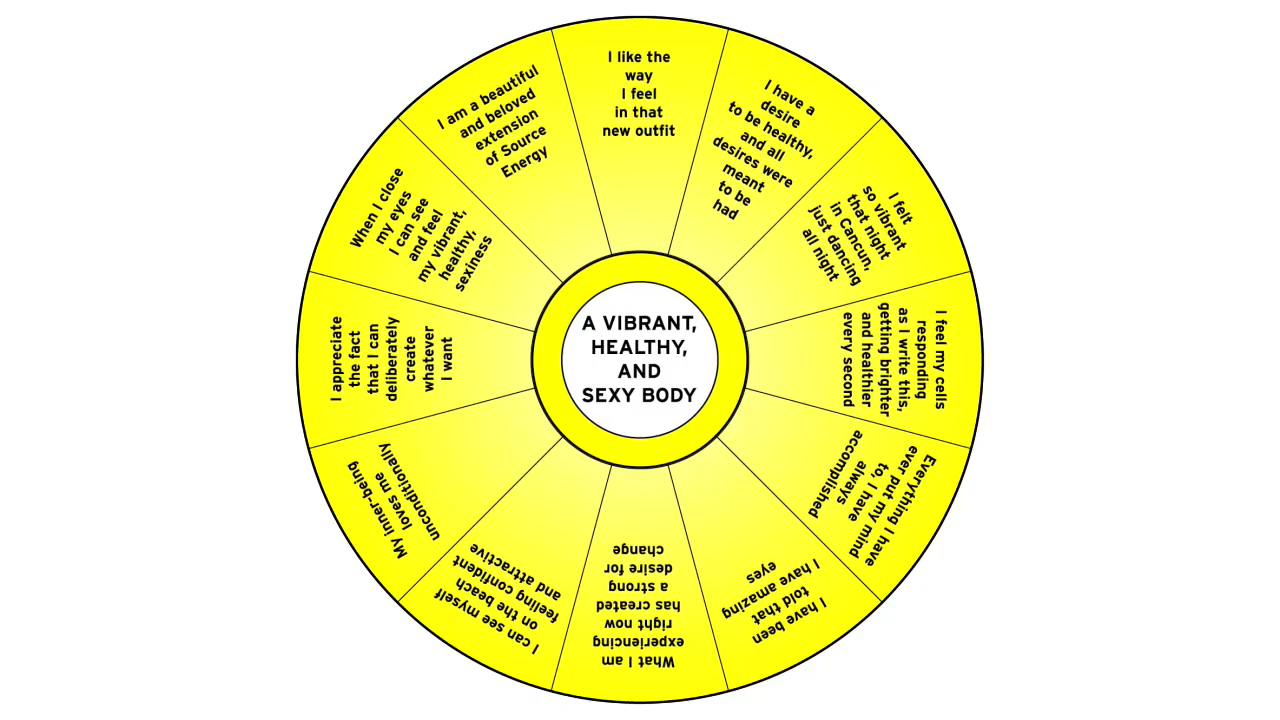 I like the
way
I feel
in that
new outfit
I have a
desire
to be healthy,
and all
desires were
meant
to be
had
I felt
so vibrant
that night
in Cancun,
just dancing
all night
I feel my cells
responding
as I write this,
getting brighter
and healthier
every second
Everything I have
ever put my mind
to, I have
always
accomplished
I have been
told that
I have amazing
eyes
What I am
experiencing
right now
has created
a strong
desire for
change
I can see myself
on the beach
feeling confident
and attractive
My inner-being
loves me
unconditionally
I appreciate
the fact
that I can
deliberately
create
whatever
I want
When I close
my eyes
I can see
and feel
my vibrant,
healthy,
sexiness
I am a beautiful
and beloved
extension
of Source
Energy
A VIBRANT,
HEALTHY,
AND
SEXY BODY